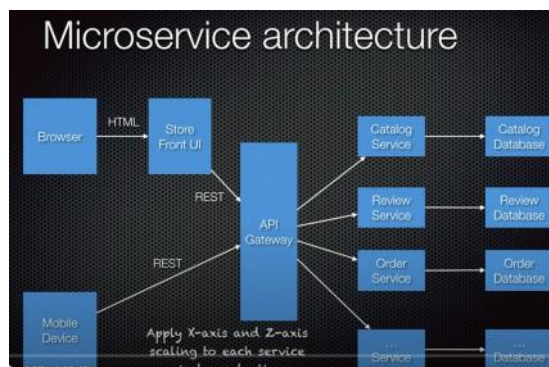 Microservice architecture
Browser
HTML
Store
Front UI
REST
REST
API
Gateway
Catalog
Service
Catalog
Database
Review
Service
Review
Database
Order
Service
Order
Database
...
Service
...
Database
Mobile
Device
Apply X-axis and Z-axis
scaling to each service